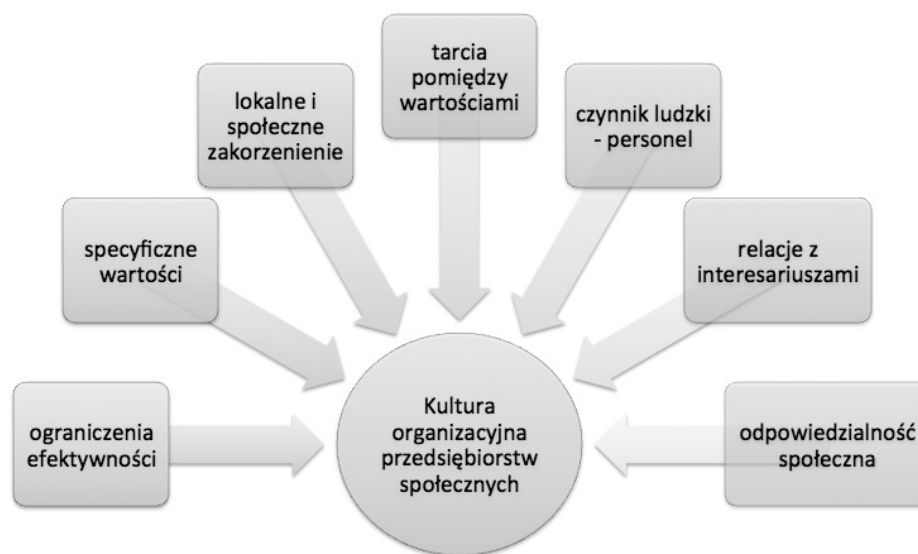 tarcia
pomiędzy
wartościami
lokalne i
społeczne
zakorzenienie
czynnik ludzki
- personel
specyficzne
wartości
relacje z
interesariuszami
ograniczenia
efektywności
Kultura
organizacyjna
przedsiębiorstw
społecznych
odpowiedzialność
społeczna